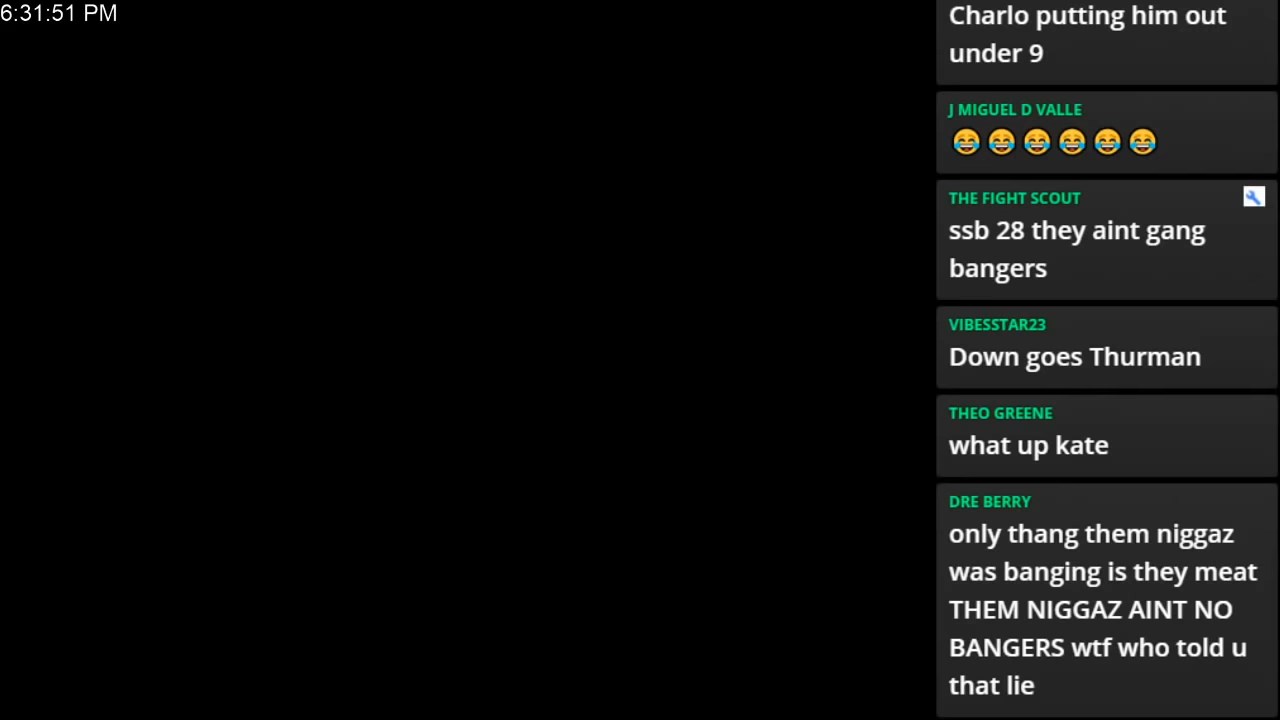 6:31:51 PM
Charlo putting him out
under 9
J MIGUEL D VALLE
😂😂😂😂😂😂
THE FIGHT SCOUT
ssb 28 they aint gang
bangers
VIBESSTAR23
Down goes Thurman
THEO GREENE
what up kate
DRE BERRY
only thang them niggaz
was banging is they meat
THEM NIGGAZ AINT NO
BANGERS wtf who told u
that lie